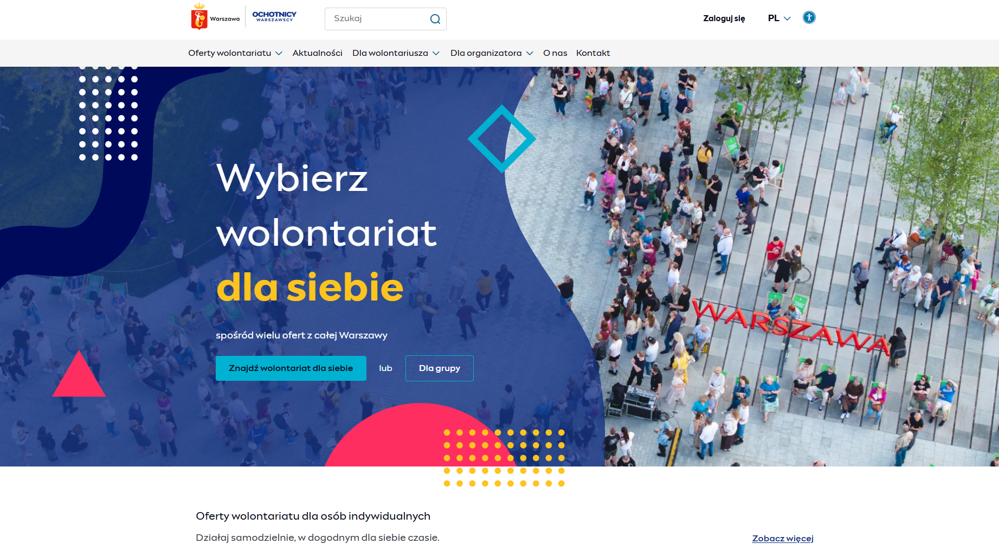 Warszawa
OCHOTNICY
WARSZAWSCY
Szukaj
Zaloguj się
PL
Oferty wolontariatu
Aktualności
Dla wolontariusza
Dla organizatora
O nas
Kontakt
Wybierz
wolontariat
dla siebie
spośród wielu ofert z całej Warszawy
Znajdź wolontariat dla siebie
lub
Dla grupy
WARSZAWA
Oferty wolontariatu dla osób indywidualnych
Działaj samodzielnie, w dogodnym dla siebie czasie.
Zobacz więcej